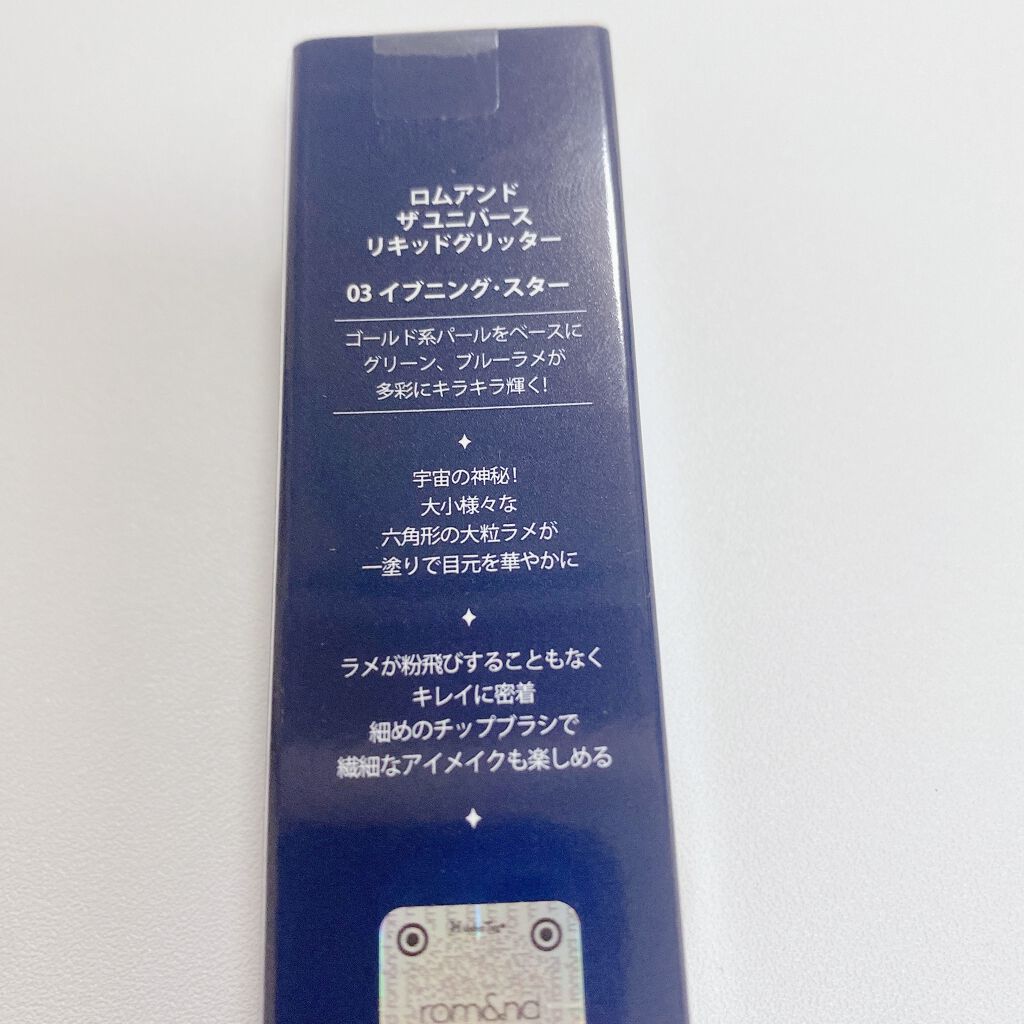 ロムアンド
ザ ユニバース
リキッドグリッター
03 イブニング・スター
ゴールド系パールをベースに
グリーン、ブルーラメが
多彩にキラキラ輝く!
宇宙の神秘!
大小様々な
六角形の大粒ラメが
一塗りで目元を華やかに
ラメが粉飛びすることもなく
キレイに密着
細めのチップブラシで
繊細なアイメイクも楽しめる
rom&nd